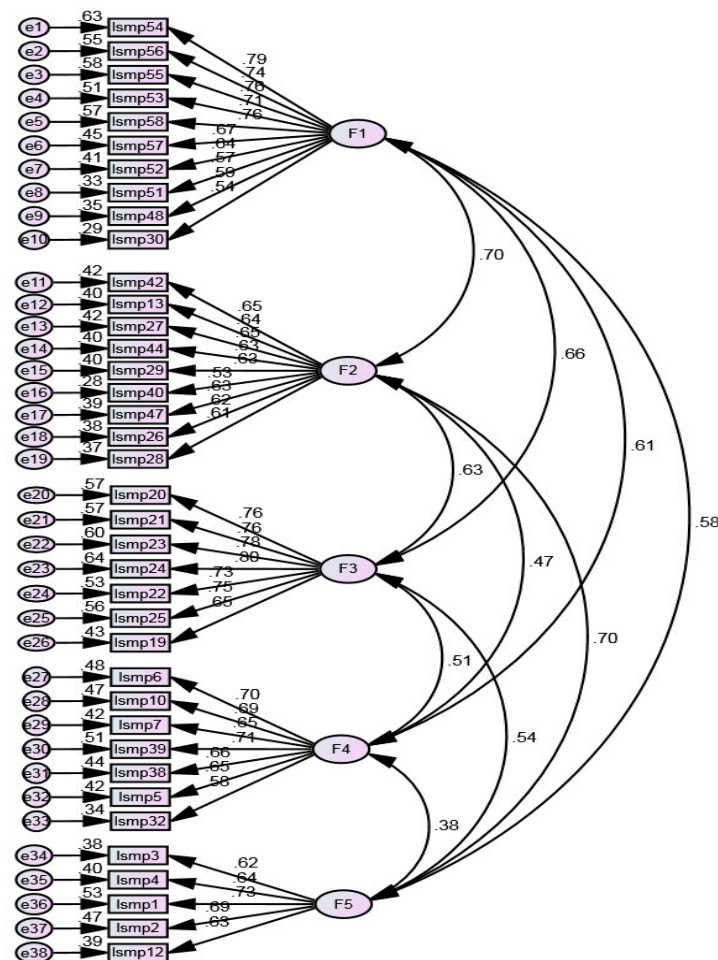 e1 .63 lsmp54
e2 .55 lsmp56
e3 .58 lsmp55
e4 .51 lsmp53
e5 .57 lsmp58
e6 .45 lsmp57
e7 .41 lsmp52
e8 .33 lsmp51
e9 .35 lsmp48
e10 .29 lsmp30
.79
.74
.76
.71
.76
.67
.64
.57
.59
.54
F1
e11 .42 lsmp42
e12 .40 lsmp13
e13 .42 lsmp27
e14 .40 lsmp44
e15 .40 lsmp29
e16 .28 lsmp40
e17 .39 lsmp47
e18 .38 lsmp26
e19 .37 lsmp28
.65
.64
.65
.63
.63
.53
.63
.62
.61
F2
e20 .57 lsmp20
e21 .57 lsmp21
e22 .60 lsmp23
e23 .64 lsmp24
e24 .53 lsmp22
e25 .56 lsmp25
e26 .43 lsmp19
.76
.76
.78
.80
.73
.75
.65
F3
e27 .48 lsmp6
e28 .47 lsmp10
e29 .42 lsmp7
e30 .51 lsmp39
e31 .44 lsmp38
e32 .42 lsmp5
e33 .34 lsmp32
.70
.69
.65
.71
.66
.65
.58
F4
e34 .38 lsmp3
e35 .40 lsmp4
e36 .53 lsmp1
e37 .47 lsmp2
e38 .39 lsmp12
.62
.64
.73
.69
.63
F5
.70
.66
.61
.63
.58
.47
.70
.51
.54
.38